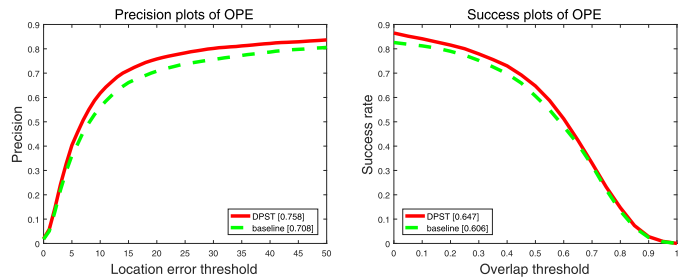 Precision plots of OPE
0.9
0.8
0.7
0.6
0.5
0.4
0.3
0.2
0.1
0
Precision
0 5 10 15 20 25 30 35 40 45 50
Location error threshold
DPST [0.758]
baseline [0.708]
Success plots of OPE
0.9
0.8
0.7
0.6
0.5
0.4
0.3
0.2
0.1
0
Success rate
0 0.1 0.2 0.3 0.4 0.5 0.6 0.7 0.8 0.9 1
Overlap threshold
DPST [0.647]
baseline [0.606]